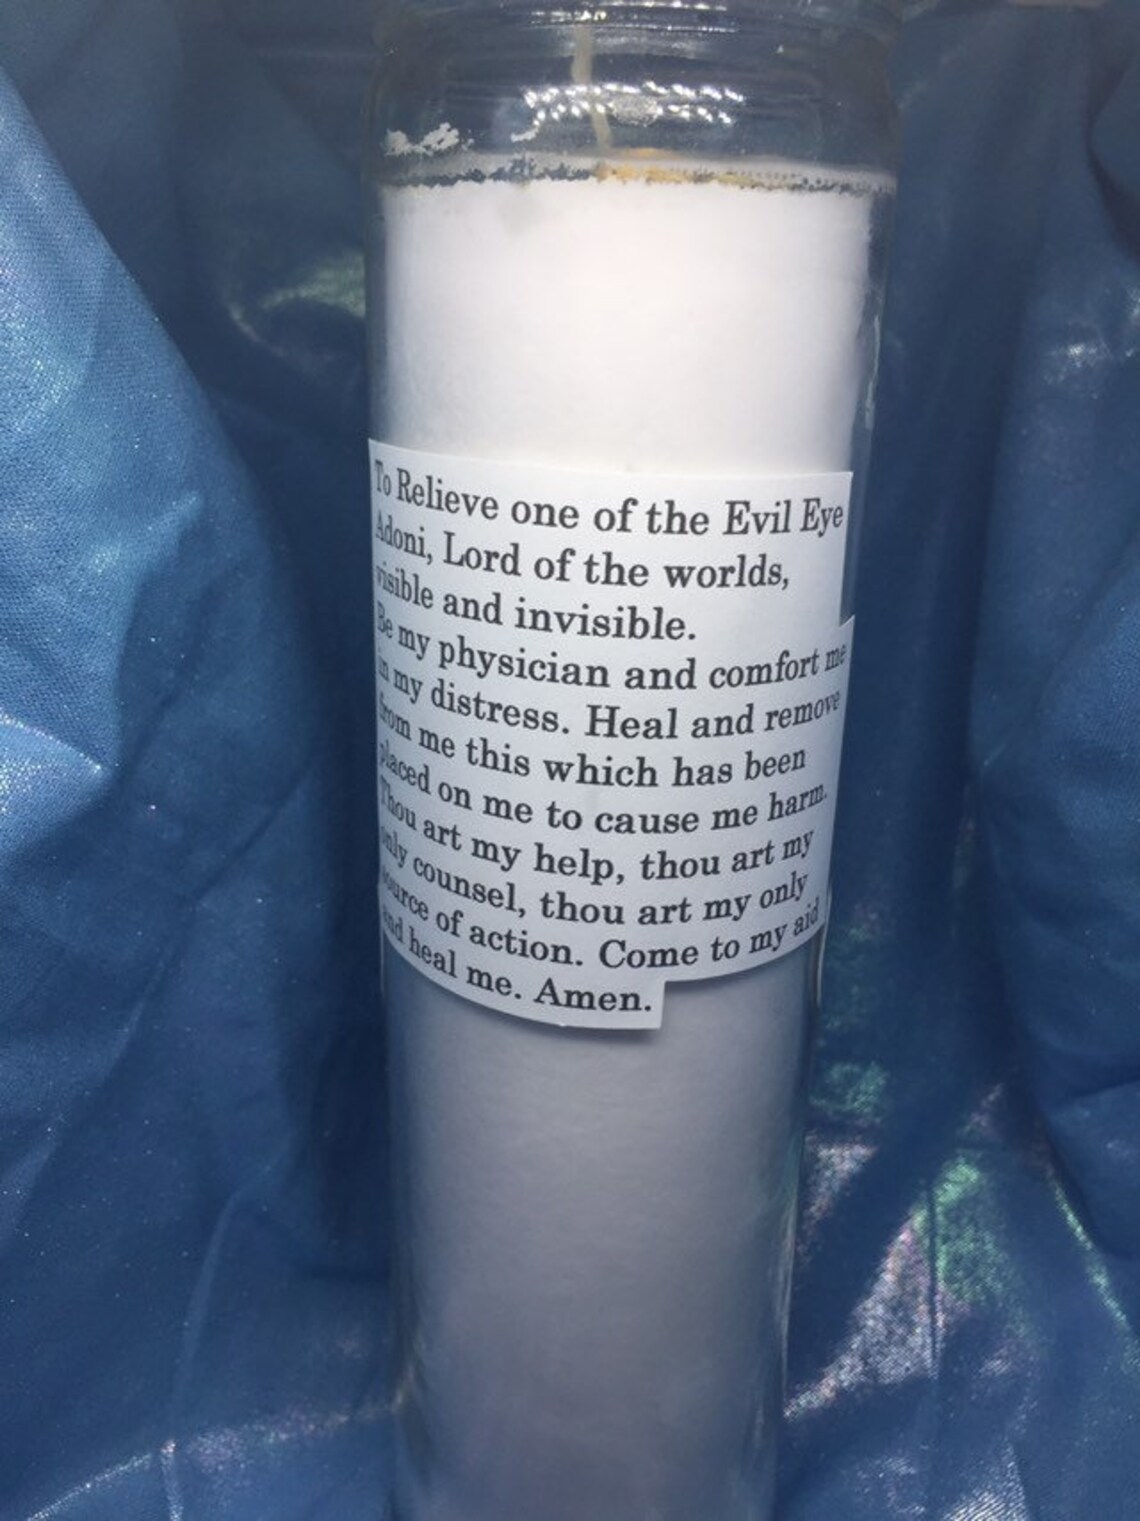 To Relieve one of the Evil Eye
Adoni, Lord of the worlds,
visible and invisible.
Be my physician and comfort me
in my distress. Heal and remove
from me this which has been
placed on me to cause me harm.
Thou art my help, thou art my
only counsel, thou art my only
source of action. Come to my aid
and heal me. Amen.